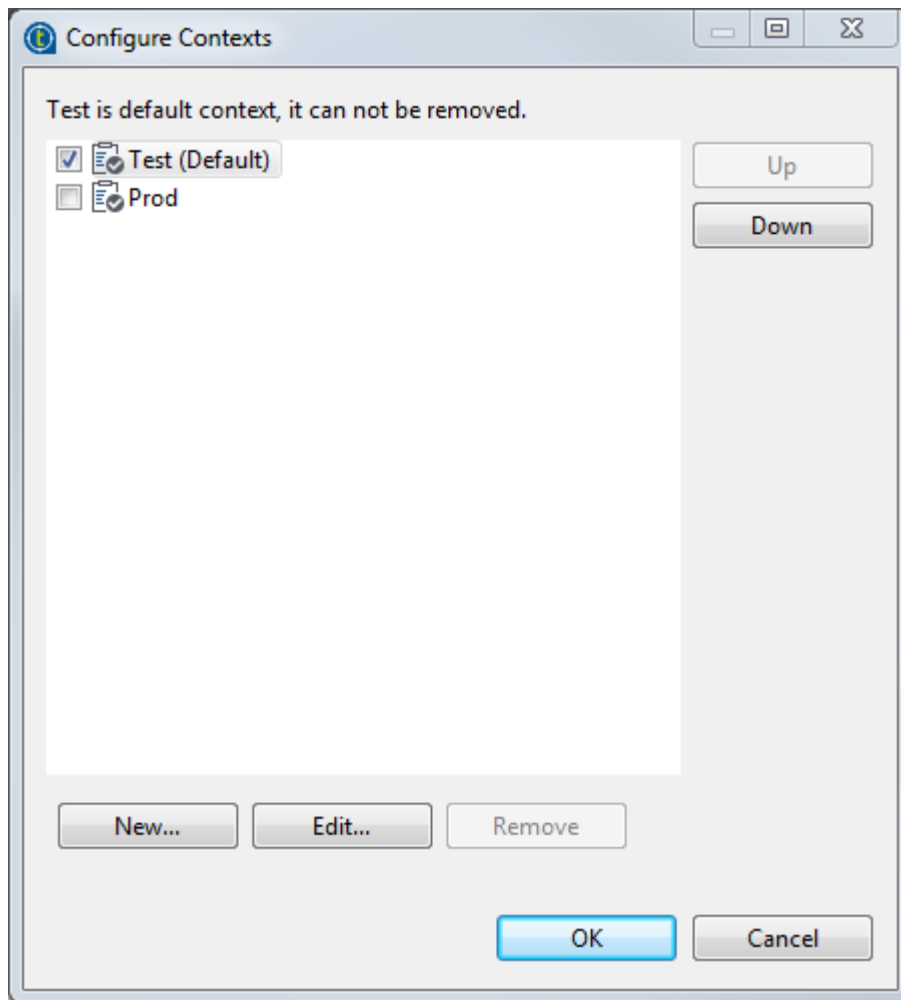 Configure Contexts
Test is default context, it can not be removed.
Test (Default)
Prod
Up
Down
New...
Edit...
Remove
OK
Cancel